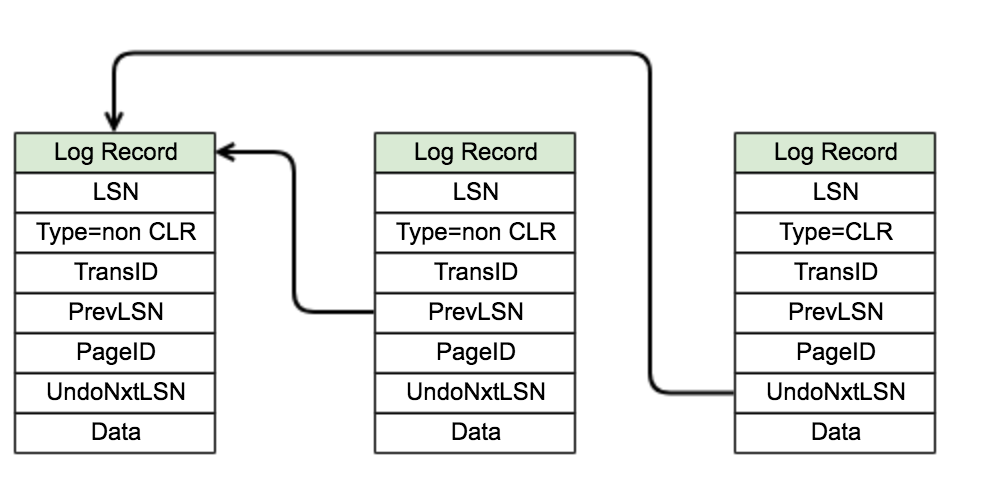 Log Record
LSN
Type=non CLR
TransID
PrevLSN
PageID
UndoNxtLSN
Data
Log Record
LSN
Type=non CLR
TransID
PrevLSN
PageID
UndoNxtLSN
Data
Log Record
LSN
Type=CLR
TransID
PrevLSN
PageID
UndoNxtLSN
Data